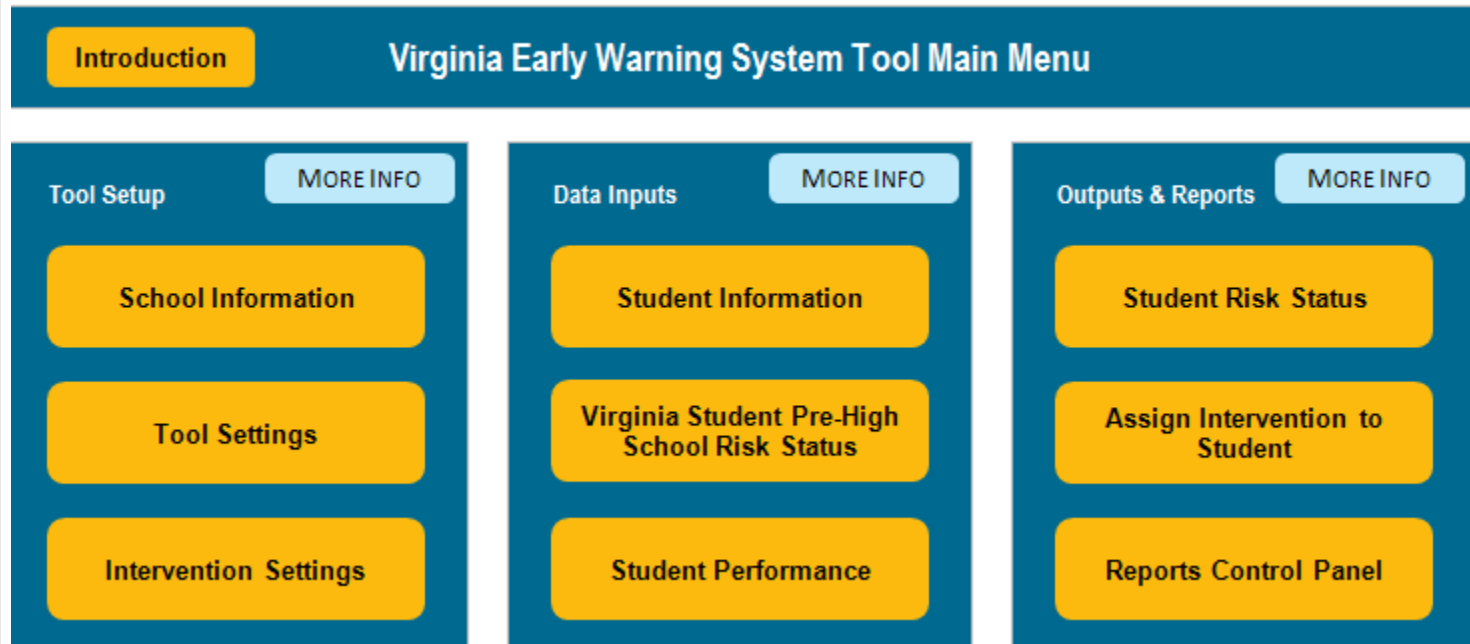 Introduction
Virginia Early Warning System Tool Main Menu
Tool Setup
MORE INFO
School Information
Tool Settings
Intervention Settings
Data Inputs
MORE INFO
Student Information
Virginia Student Pre-High
School Risk Status
Student Performance
Outputs & Reports
MORE INFO
Student Risk Status
Assign Intervention to
Student
Reports Control Panel